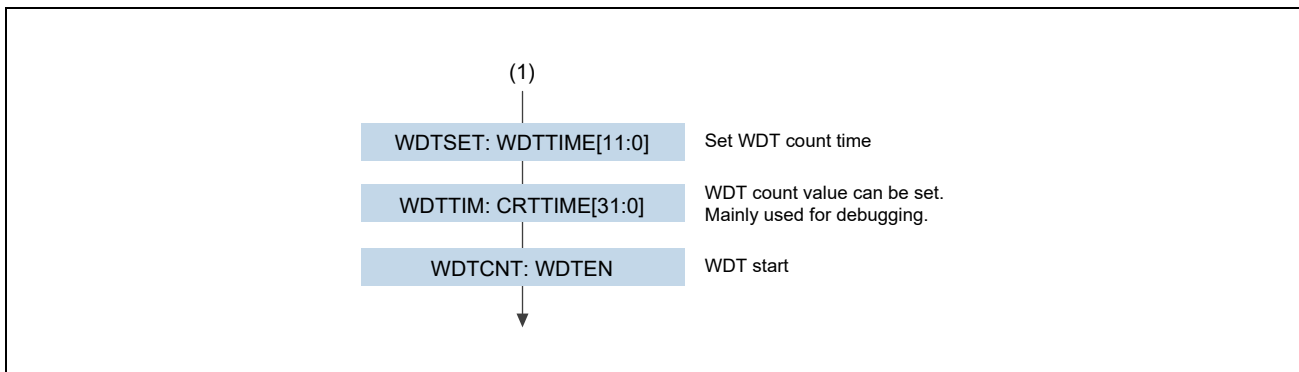 (1)
WDTSET: WDTTIME[11:0]
Set WDT count time
WDTTIM: CRTTIME[31:0]
WDT count value can be set.
Mainly used for debugging.
WDTCNT: WDTEN
WDT start